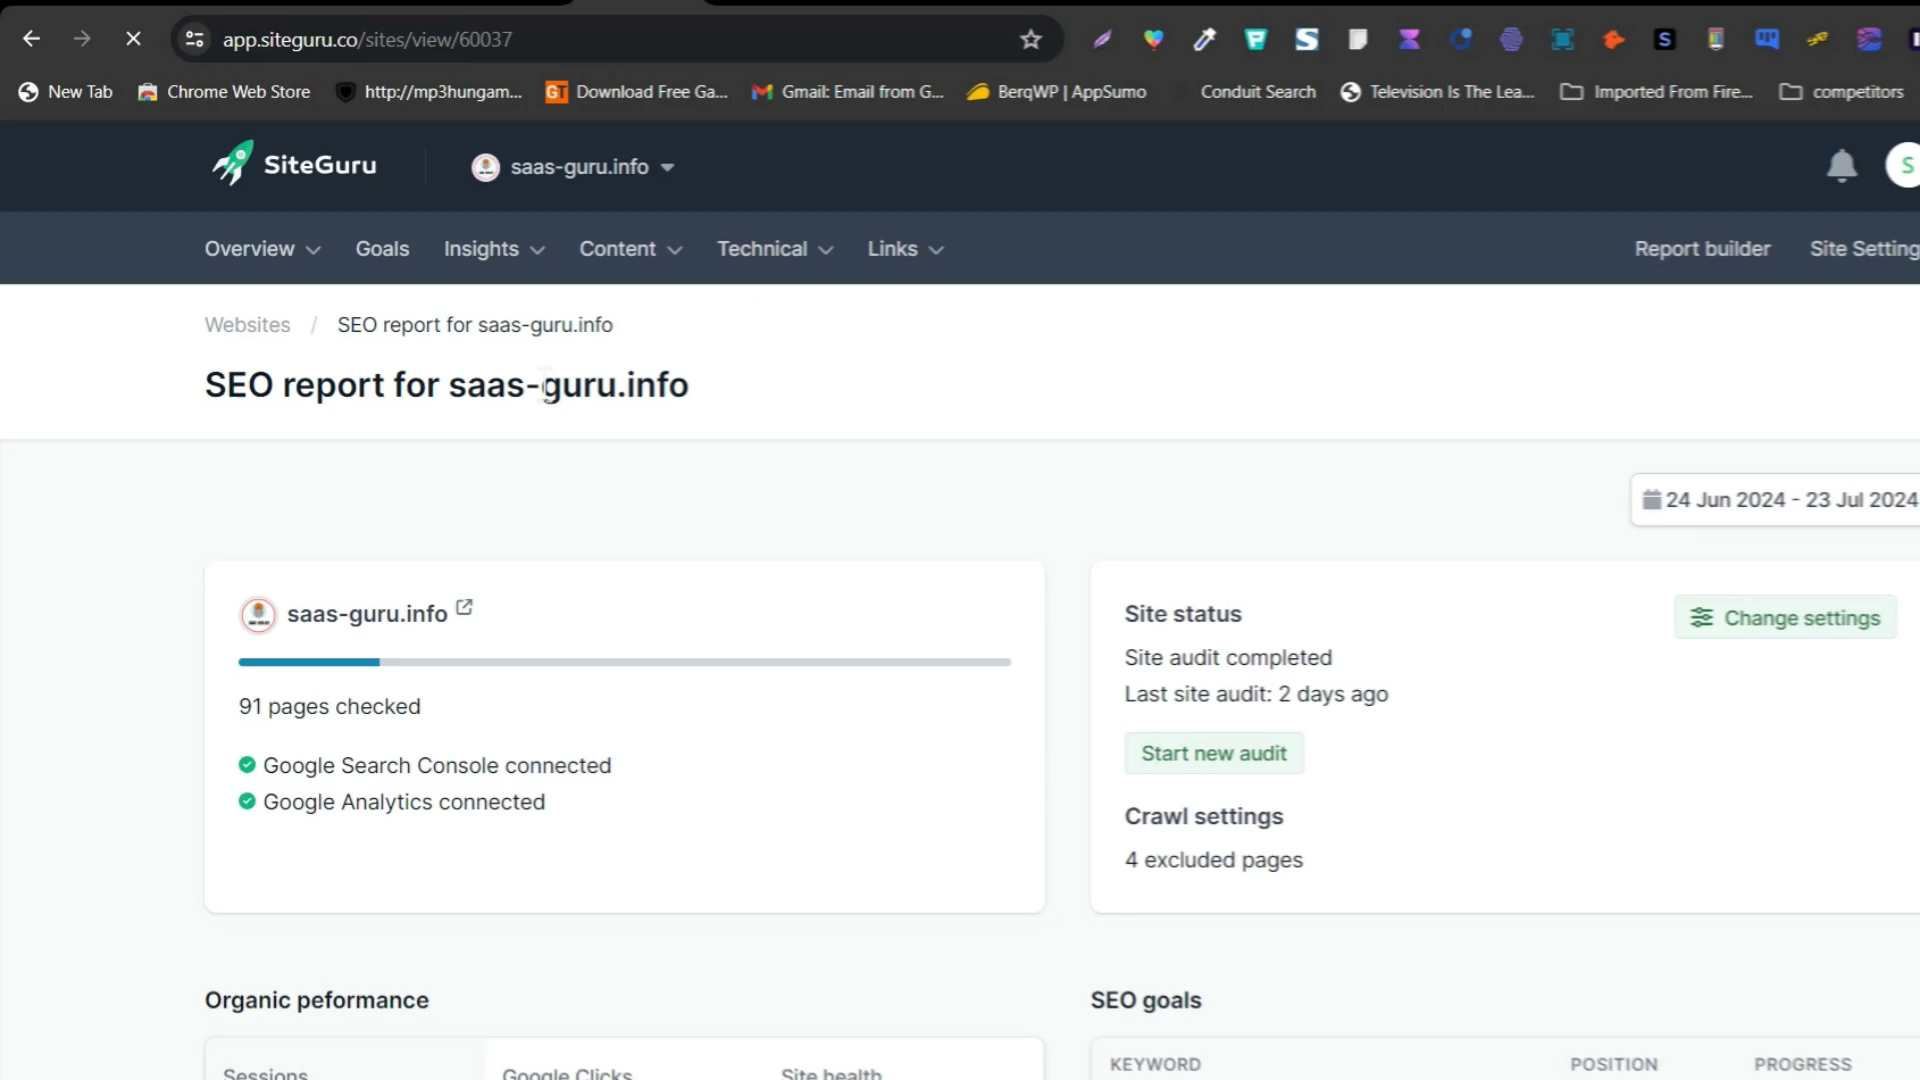 app.siteguru.co/sites/view/60037
New Tab Chrome Web Store http://mp3hungam... Download Free Ga... Gmail: Email from G... BerqWP | AppSumo Conduit Search Television Is The Lea... Imported From Fire... competitors
SiteGuru saas-guru.info S
Overview Goals Insights Content Technical Links Report builder Site Setting
Websites / SEO report for saas-guru.info
SEO report for saas-guru.info
24 Jun 2024 - 23 Jul 2024
saas-guru.info
91 pages checked
Google Search Console connected
Google Analytics connected
Site status
Change settings
Site audit completed
Last site audit: 2 days ago
Start new audit
Crawl settings
4 excluded pages
Organic peformance
Sessions Google Clicks Site health
SEO goals
KEYWORD POSITION PROGRESS